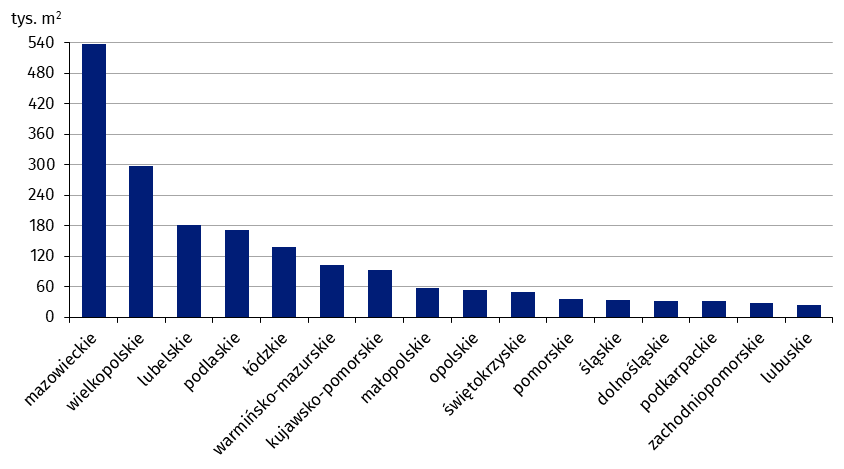 tys. m²
540
480
420
360
300
240
180
120
60
0
mazowieckie
wielkopolskie
lubelskie
podlaskie
łódzkie
warmińsko-mazurskie
kujawsko-pomorskie
małopolskie
opolskie
świętokrzyskie
pomorskie
śląskie
dolnośląskie
podkarpackie
zachodniopomorskie
lubuskie